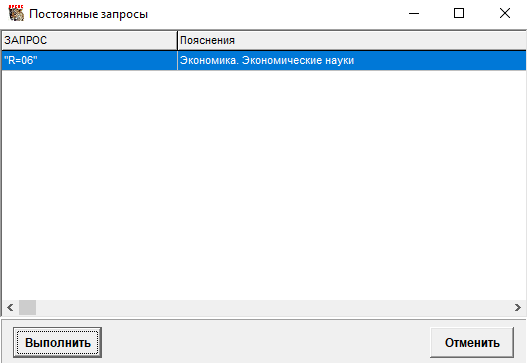 Постоянные запросы
ЗАПРОС Пояснения
"R=06" Экономика. Экономические науки
Выполнить Отменить